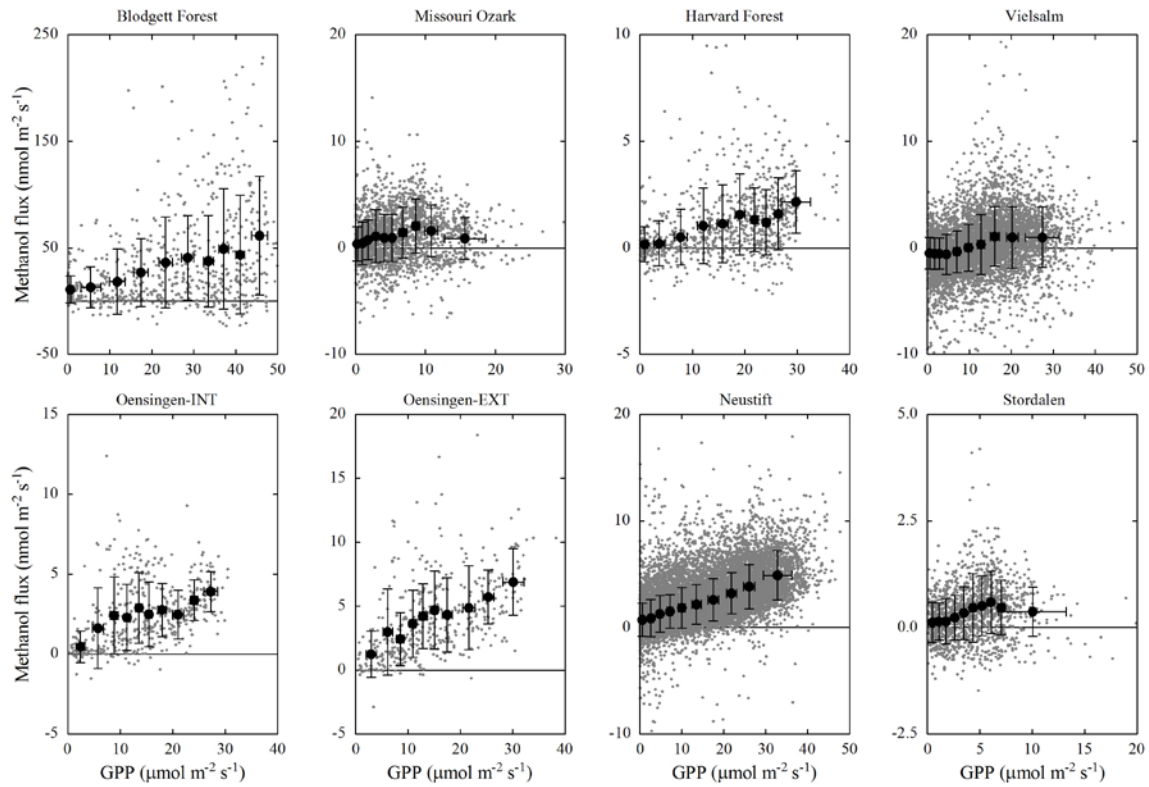 Blodgett Forest Missouri Ozark Harvard Forest Vielsalm
250 20 10 20
150 10 5 10
50 0 0 0
-50 -10 -5 -10
Methanol flux (nmol m-2 s-1)
0 10 20 30 40 50 0 10 20 30 0 10 20 30 40 0 10 20 30 40 50
Oensingen-INT Oensingen-EXT Neustift Stordalen
15 20 20 5.0
10 15 10 2.5
5 10 0 0.0
0 5 -10 -2.5
-5 0
-5
Methanol flux (nmol m-2 s-1)
0 10 20 30 40 0 10 20 30 40 0 10 20 30 40 50 0 5 10 15 20
GPP (μmol m-2 s-1) GPP (μmol m-2 s-1) GPP (μmol m-2 s-1) GPP (μmol m-2 s-1)